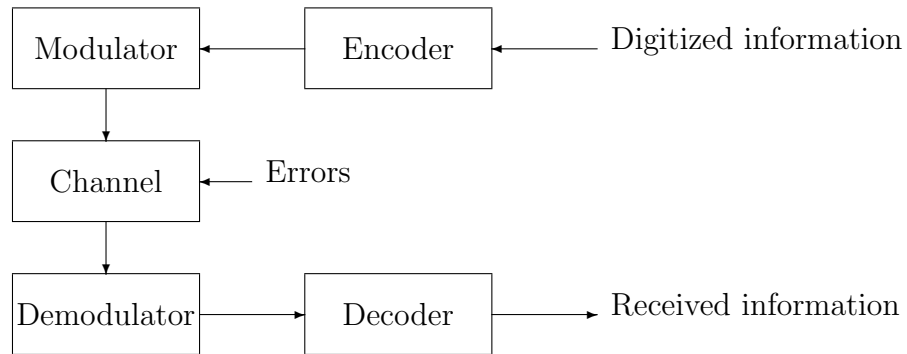 Modulator
Encoder
Digitized information
Channel
Errors
Demodulator
Decoder
Received information